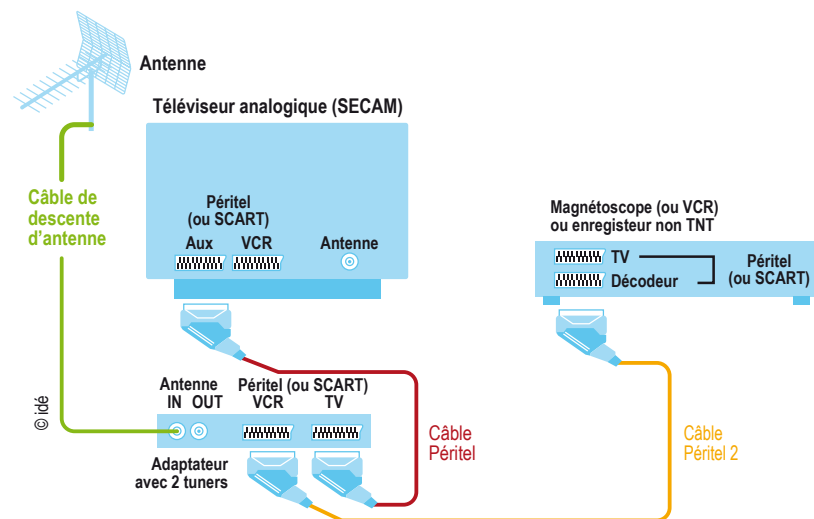 Antenne
Téléviseur analogique (SECAM)
Câble de
descente
d'antenne
Péritel
(ou SCART)
Aux VCR Antenne
Magnétoscope (ou VCR)
ou enregisteur non TNT
TV
Décodeur
Péritel
(ou SCART)
Antenne Péritel (ou SCART)
IN OUT VCR TV
© idé
Adaptateur
avec 2 tuners
Câble
Péritel
Câble
Péritel 2